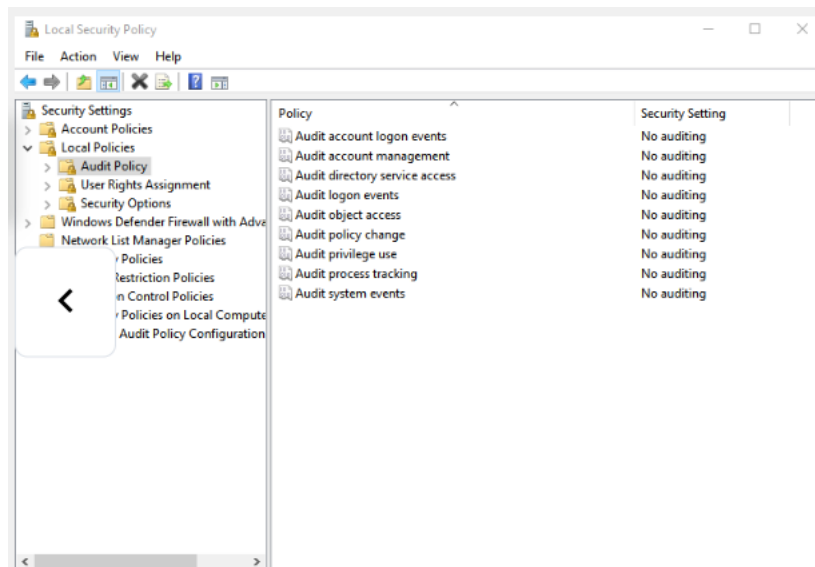 Local Security Policy
File Action View Help
Security Settings
Account Policies
Local Policies
Audit Policy
User Rights Assignment
Security Options
Windows Defender Firewall with Adva
Network List Manager Policies
Policies
Restriction Policies
Control Policies
Policies on Local Compute
Audit Policy Configuration
Policy Security Setting
Audit account logon events No auditing
Audit account management No auditing
Audit directory service access No auditing
Audit logon events No auditing
Audit object access No auditing
Audit policy change No auditing
Audit privilege use No auditing
Audit process tracking No auditing
Audit system events No auditing